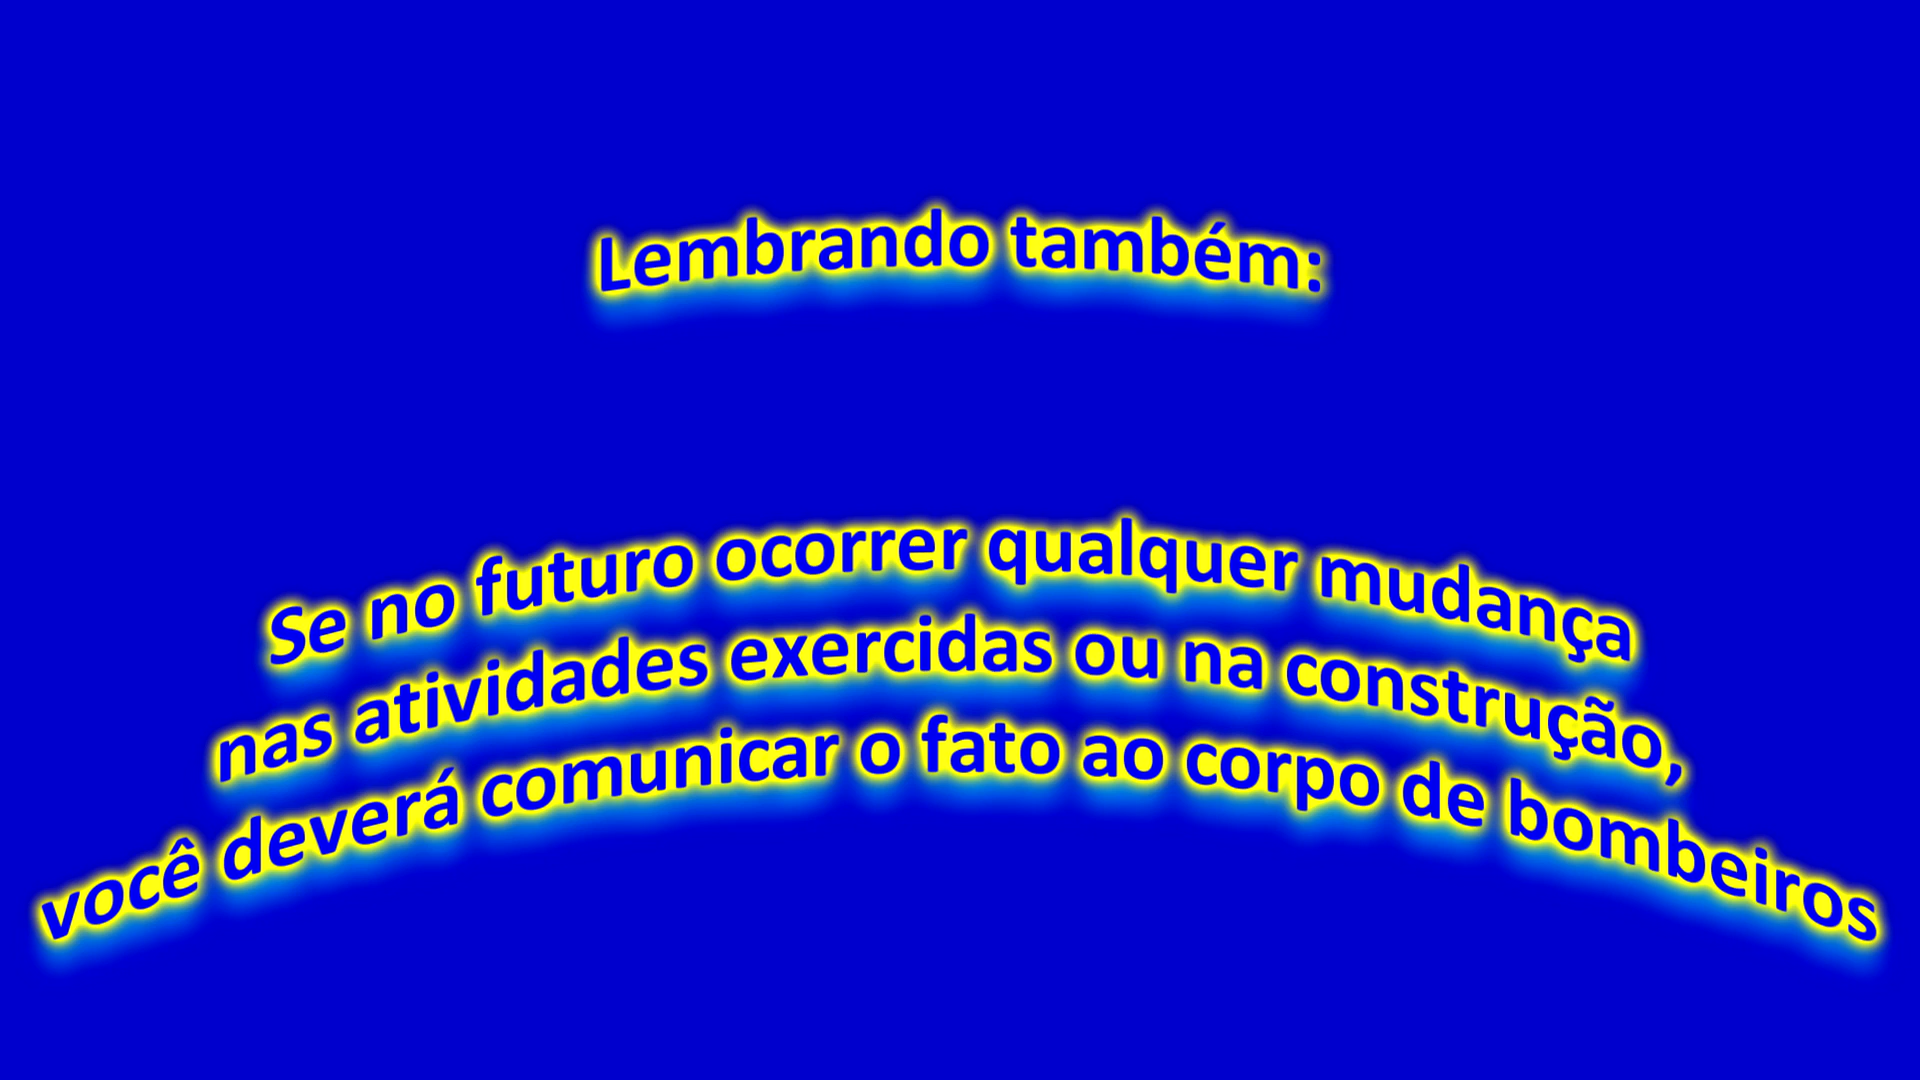 Lembrando também:
Se no futuro ocorrer qualquer mudança
nas atividades exercidas ou na construção,
você deverá comunicar o fato ao corpo de bombeiros